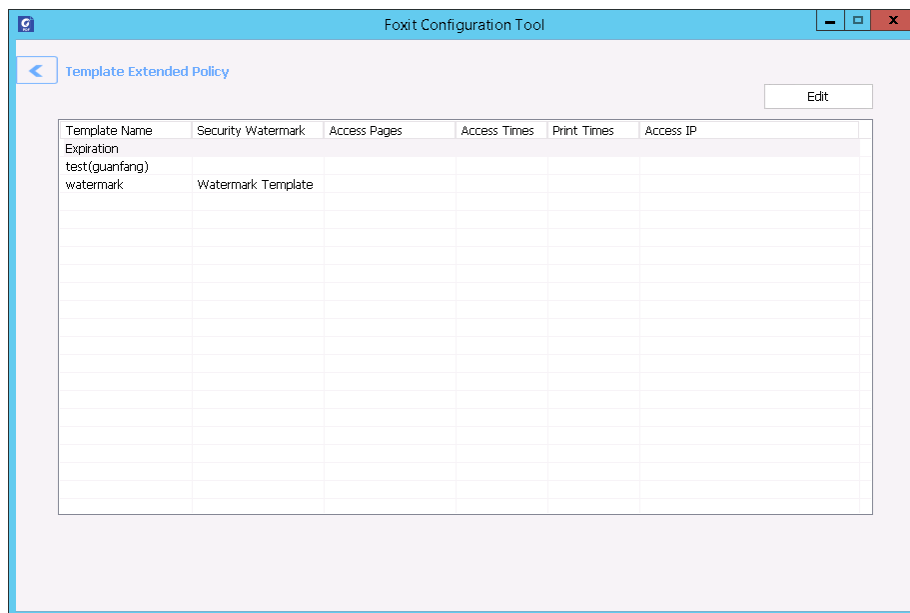 Foxit Configuration Tool
Template Extended Policy
Edit
Template Name Security Watermark Access Pages Access Times Print Times Access IP
Expiration
test(guanfang)
watermark Watermark Template